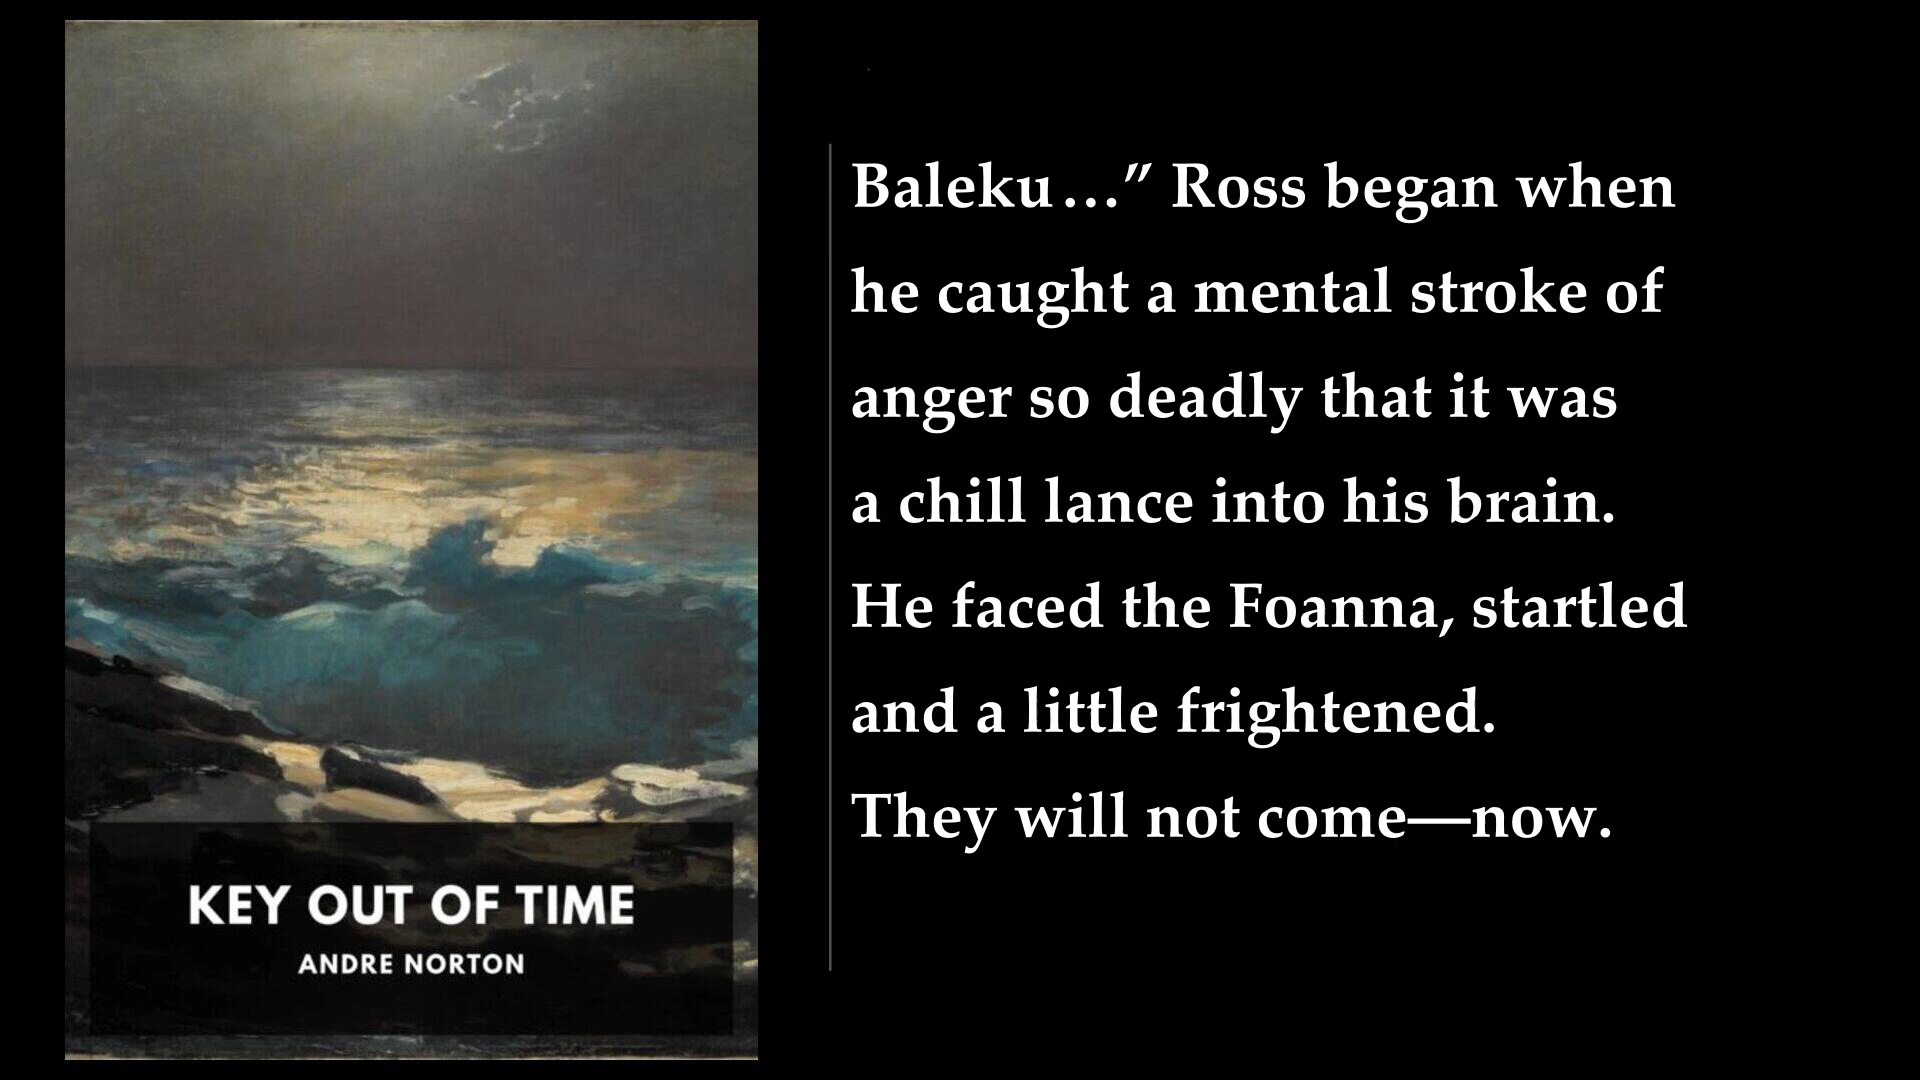 Baleku…” Ross began when
he caught a mental stroke of
anger so deadly that it was
a chill lance into his brain.
He faced the Foanna, startled
and a little frightened.
They will not come—now.
KEY OUT OF TIME
ANDRE NORTON